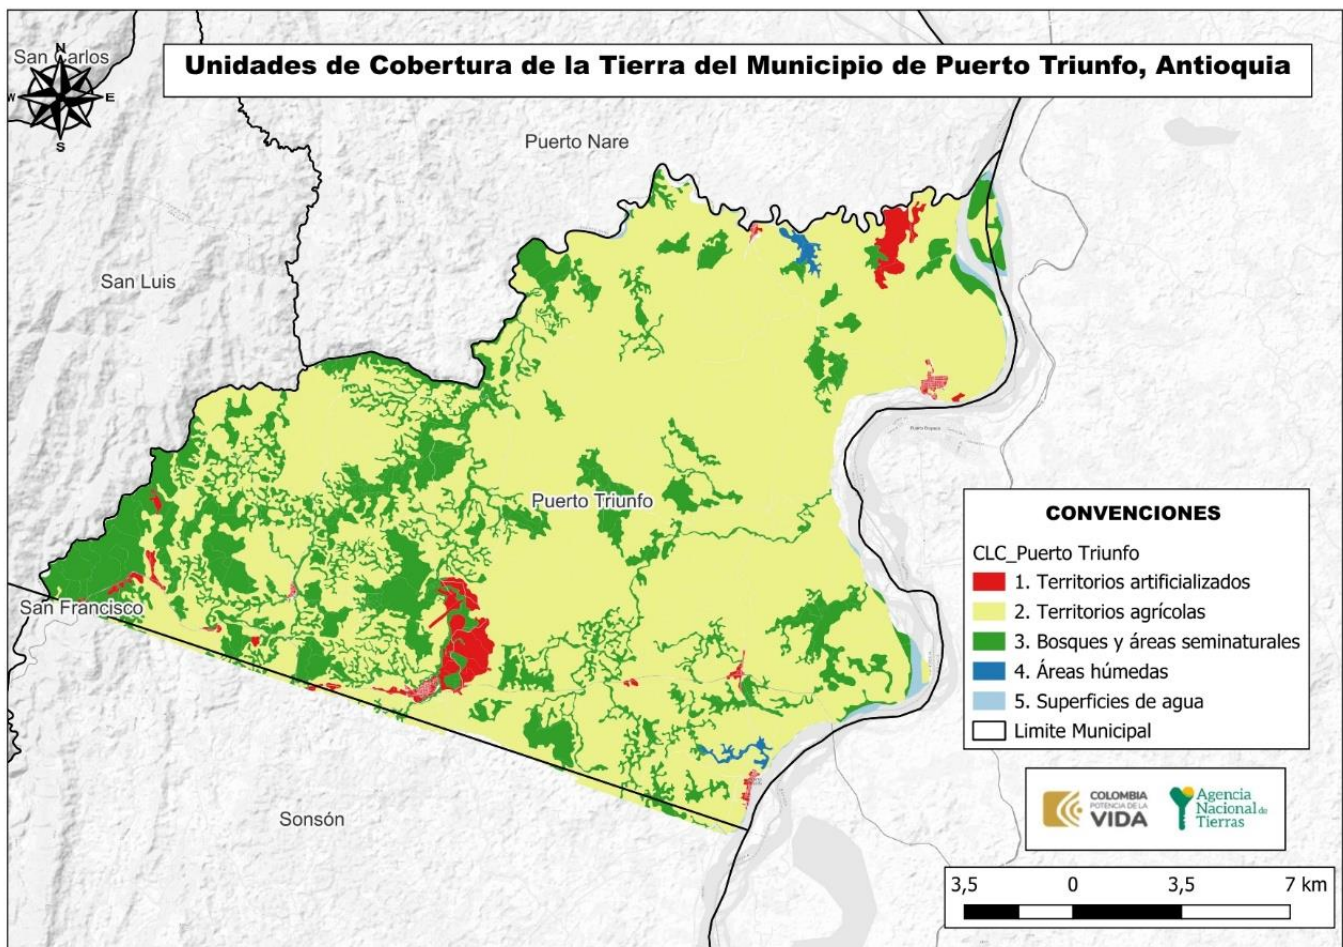 Unidades de Cobertura de la Tierra del Municipio de Puerto Triunfo, Antioquia
San Carlos
N
W
E
S
Puerto Nare
San Luis
Puerto Triunfo
San Francisco
Sonsón
CONVENCIONES
CLC_Puerto Triunfo
1. Territorios artificializados
2. Territorios agrícolas
3. Bosques y áreas seminaturales
4. Áreas húmedas
5. Superficies de agua
Limite Municipal
COLOMBIA
POTENCIA DE LA
VIDA
Agencia
Nacional de
Tierras
3,5 0 3,5 7 km